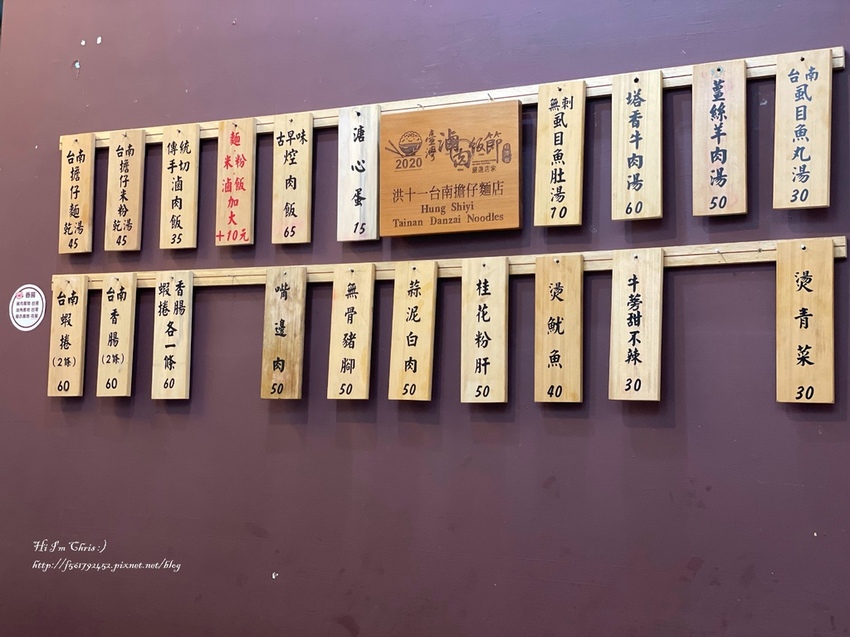 台南
擔仔麵
乾湯
45
台南
擔仔米粉
乾湯
45
傳統
手切
滷肉飯
35
麵
米粉
滷飯
加大
+10元
古早味
焢肉飯
65
溏心蛋
15
2020
臺灣
滷肉飯節
嚴選店家
洪十一台南擔仔麵店
Hung Shiyi
Tainan Danzai Noodles
無刺
虱目魚肚湯
70
塔香牛肉湯
60
薑絲羊肉湯
50
台南
虱目魚丸湯
30
台南
蝦捲
(2條)
60
台南
香腸
(2條)
60
香腸
蝦捲
各一條
60
嘴邊肉
50
無骨豬腳
50
蒜泥白肉
50
桂花粉肝
50
燙魷魚
40
牛蒡甜不辣
30
燙青菜
30
Hi I'm Chris :)
http://f561792452.pixnet.net/blog